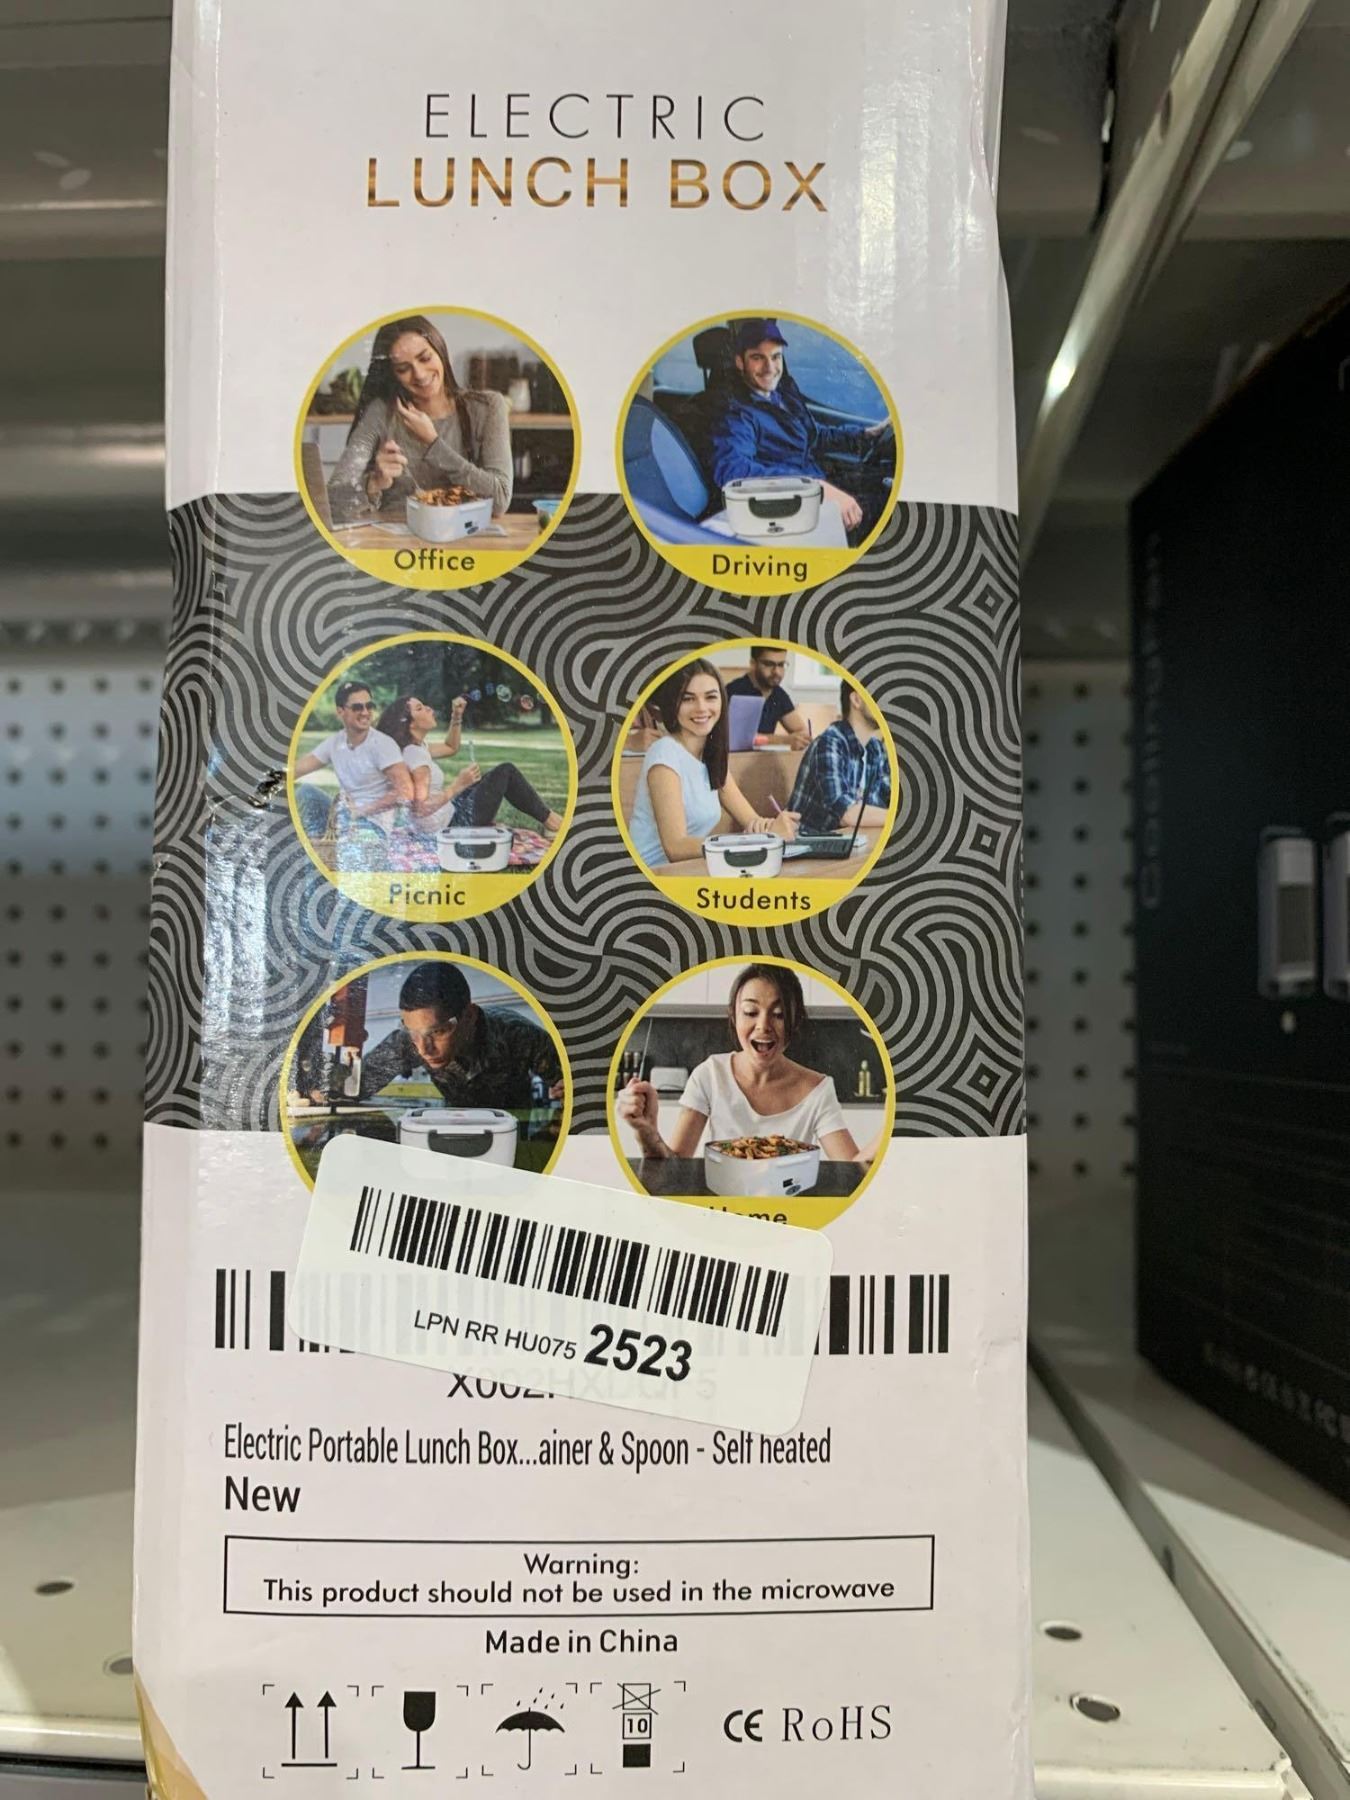 ELECTRIC
LUNCH BOX
Office
Driving
Picnic
Students
LPN RR HU075 2523
Electric Portable Lunch Box...ainer & Spoon - Self heated
New
Warning:
This product should not be used in the microwave
Made in China
10
CE RoHS